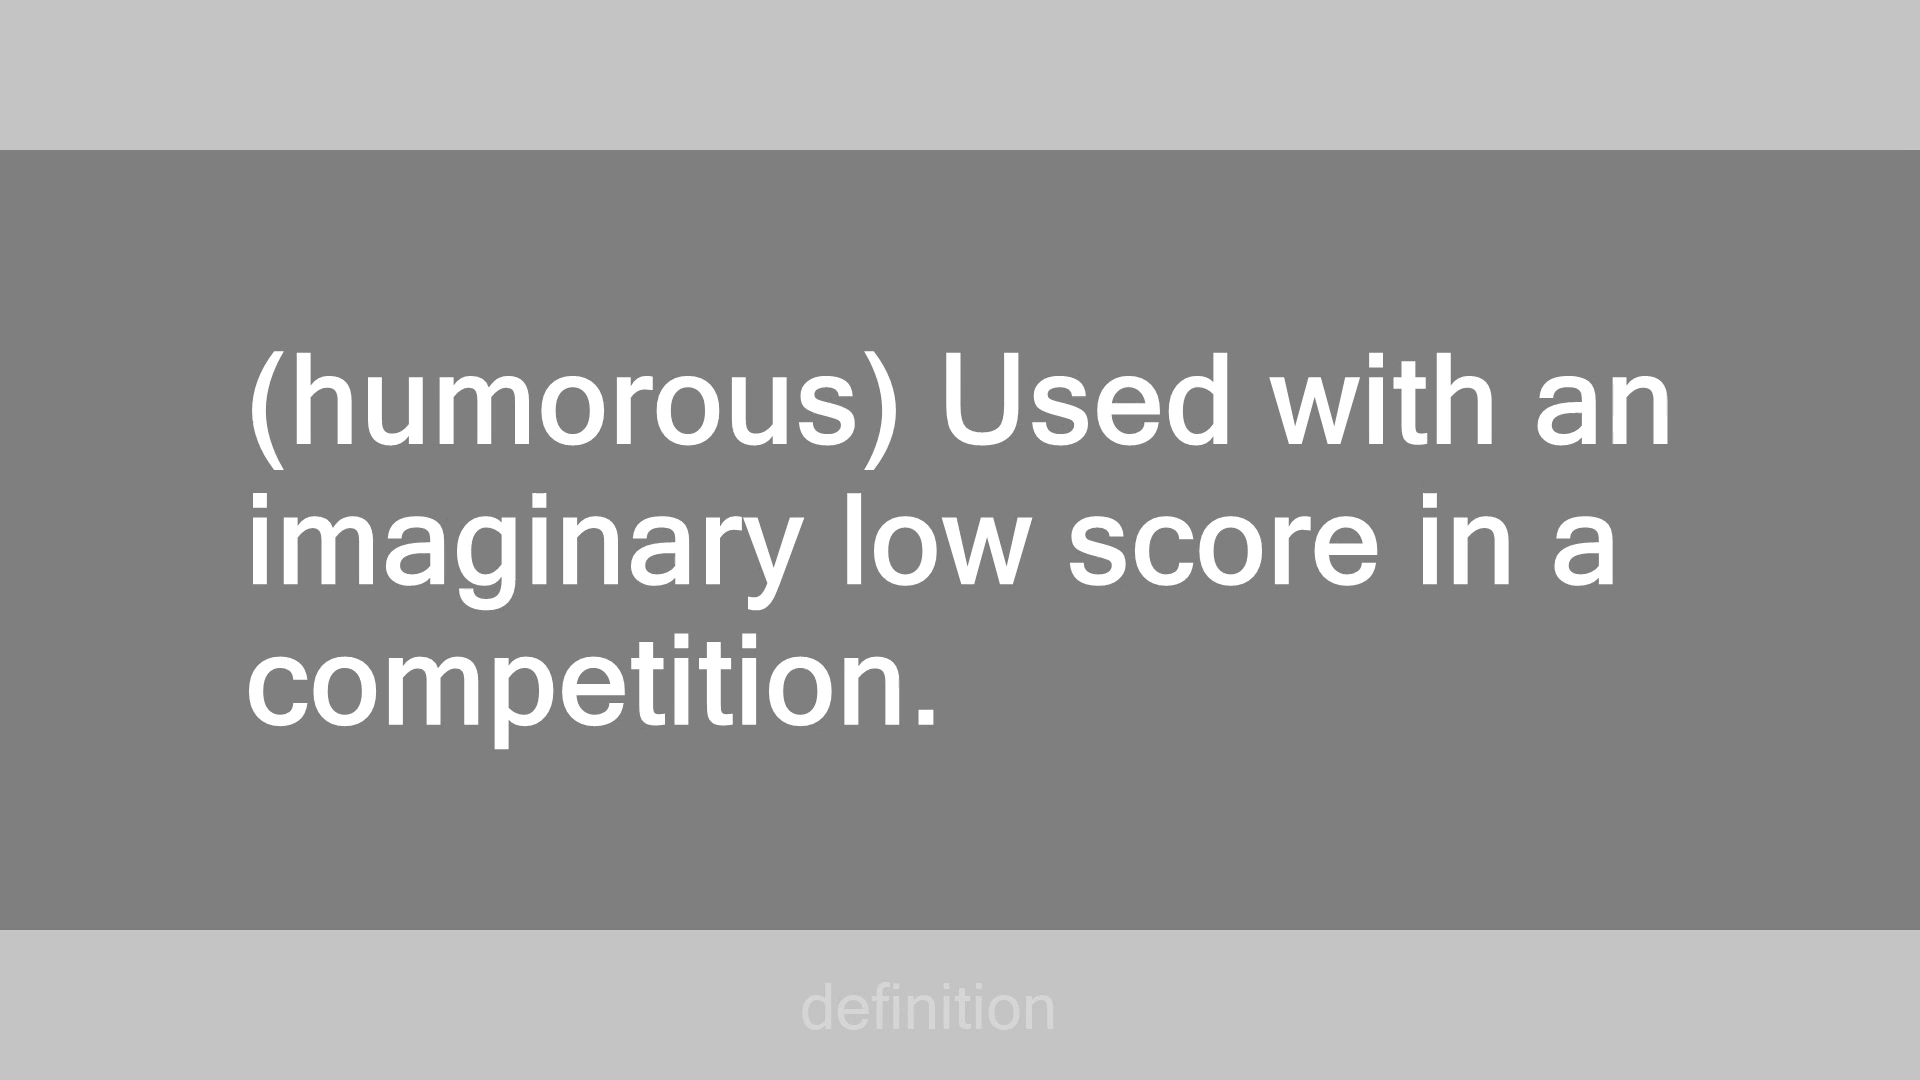 (humorous) Used with an
imaginary low score in a
competition.
definition